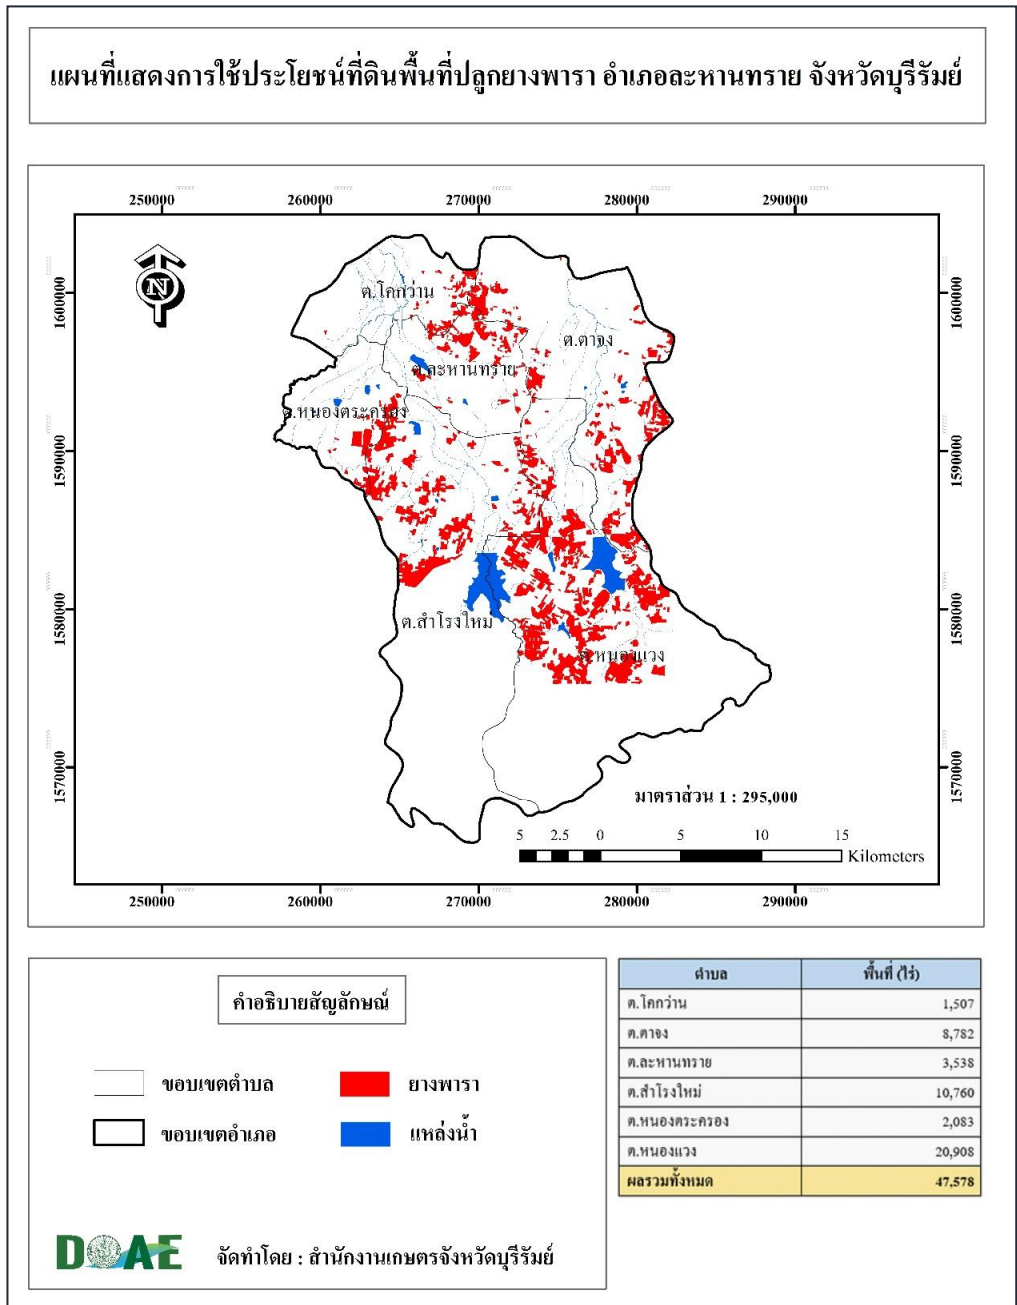 แผนที่แสดงการใช้ประโยชน์ที่ดินพื้นที่ปลูกยางพารา อำเภอละหานทราย จังหวัดบุรีรัมย์
250000 260000 270000 280000 290000
N
1600000 1600000
1590000 1590000
1580000 1580000
1570000 1570000
ต.โคกว่าน
ต.ตาจง
ต.ละหานทราย
ต.หนองตระครอง
ต.สำโรงใหม่
ต.หนองแวง
มาตราส่วน 1 : 295,000
5 2.5 0 5 10 15
Kilometers
250000 260000 270000 280000 290000
คำอธิบายสัญลักษณ์
ขอบเขตตำบล ยางพารา
ขอบเขตอำเภอ แหล่งน้ำ
DOAE จัดทำโดย : สำนักงานเกษตรจังหวัดบุรีรัมย์
ตำบล พื้นที่ (ไร่)
ต.โคกว่าน 1,507
ต.ตาจง 8,782
ต.ละหานทราย 3,538
ต.สำโรงใหม่ 10,760
ต.หนองตระครอง 2,083
ต.หนองแวง 20,908
ผลรวมทั้งหมด 47,578